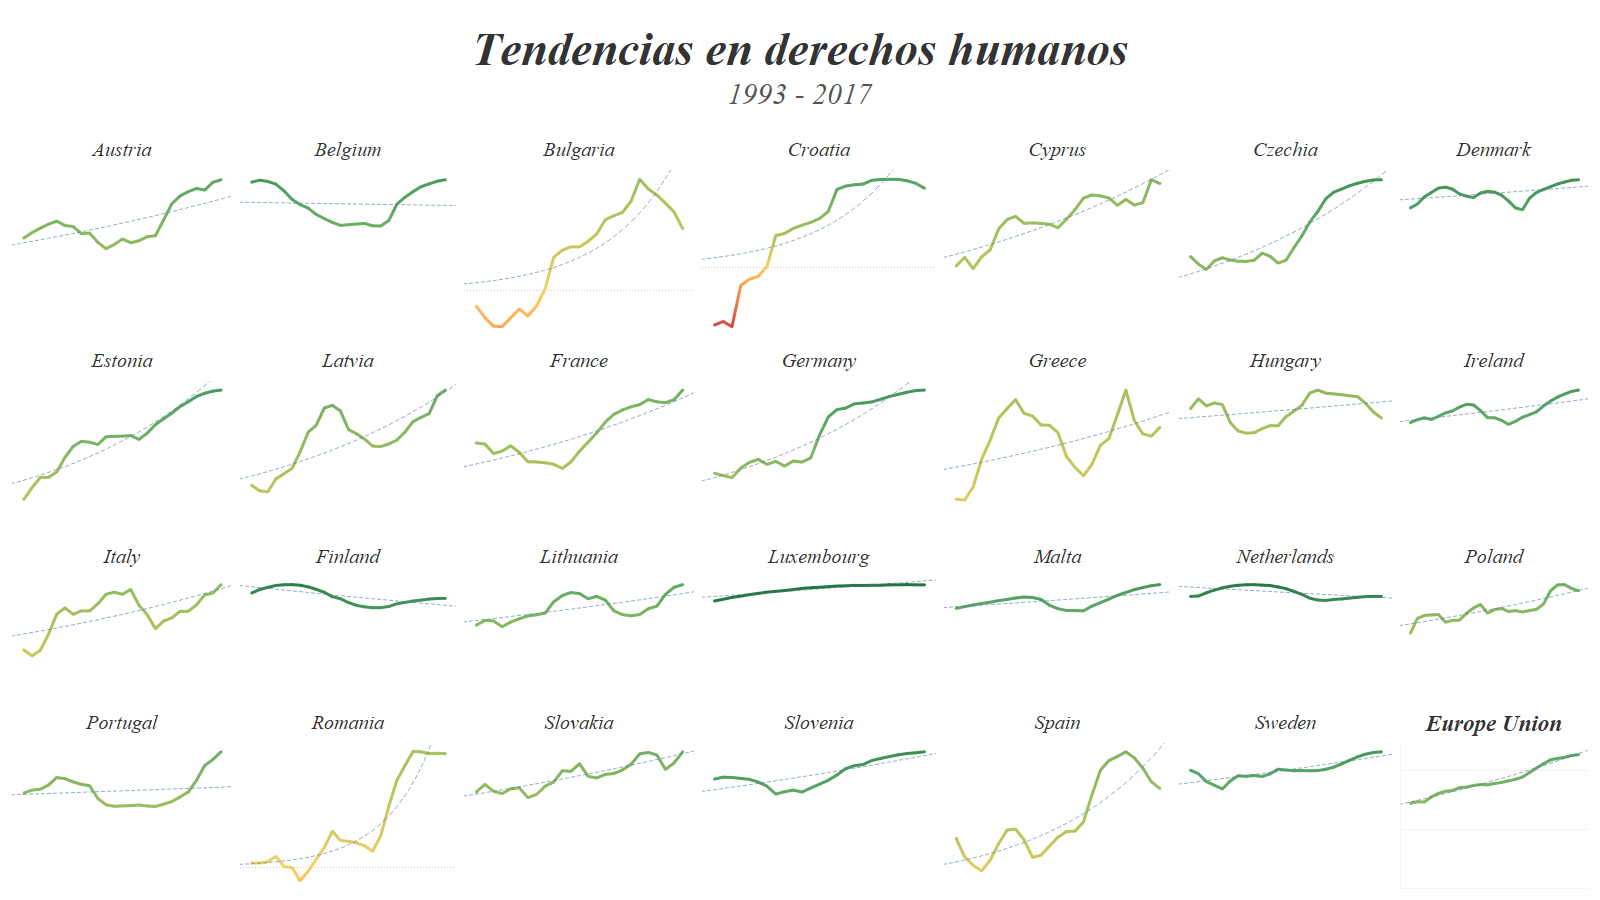 Tendencias en derechos humanos
1993 - 2017
Austria
Belgium
Bulgaria
Croatia
Cyprus
Czechia
Denmark
Estonia
Latvia
France
Germany
Greece
Hungary
Ireland
Italy
Finland
Lithuania
Luxembourg
Malta
Netherlands
Poland
Portugal
Romania
Slovakia
Slovenia
Spain
Sweden
Europe Union